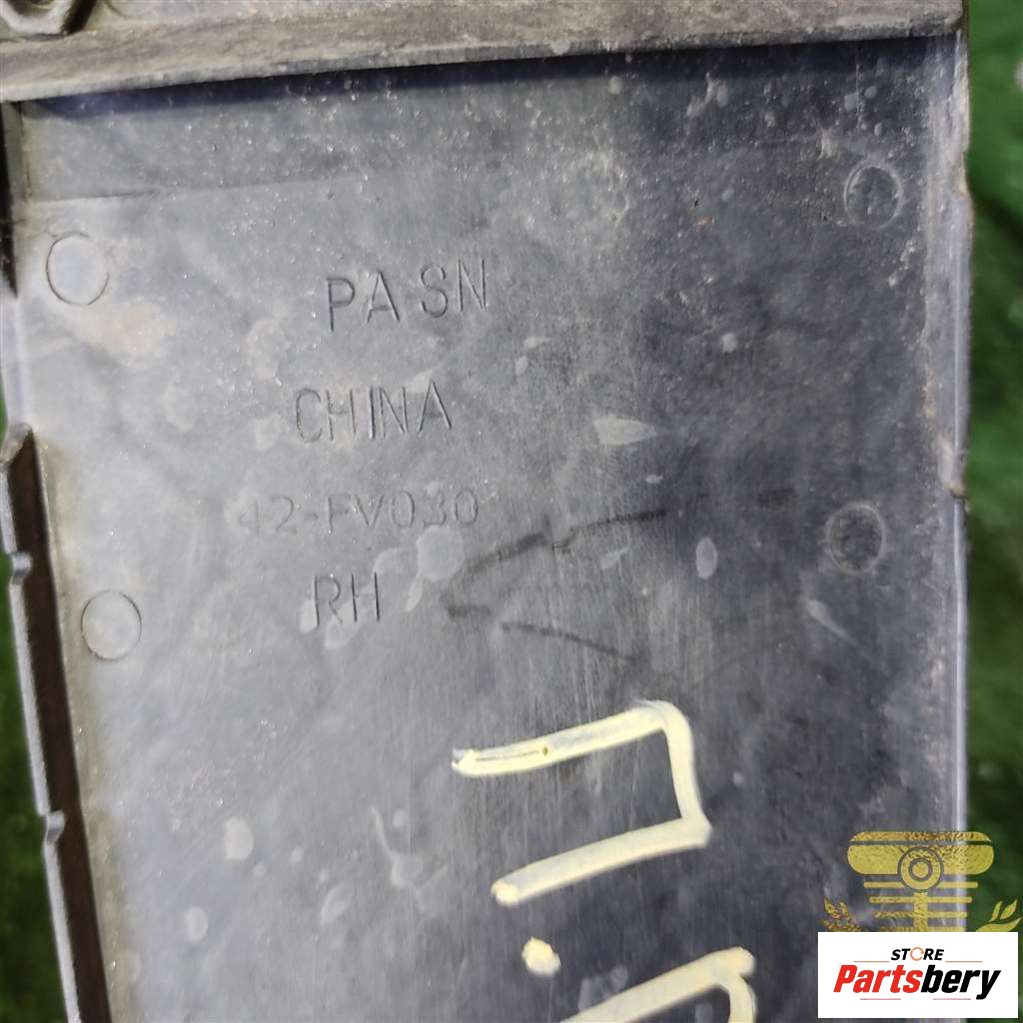 PA SN
CHINA
42-FV030
RH
STORE
Partsbery